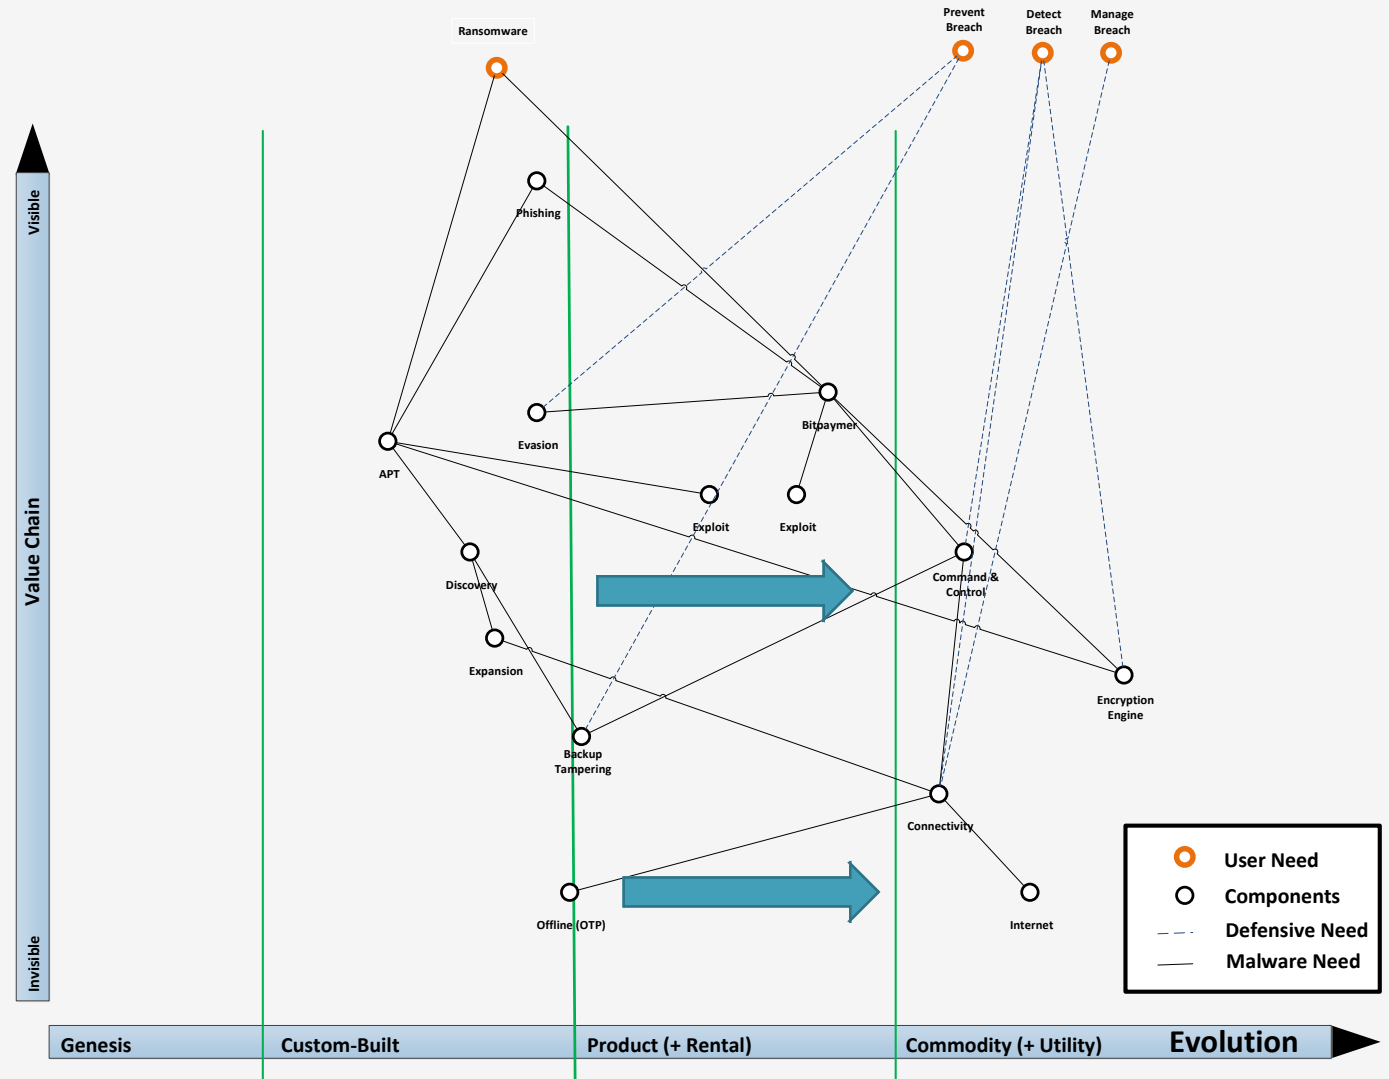 Prevent
Breach
Detect
Breach
Manage
Breach
Ransomware
Visible
Phishing
Evasion
Bitpaymer
APT
Exploit
Exploit
Value Chain
Discovery
Command &
Control
Expansion
Encryption
Engine
Backup
Tampering
Connectivity
Offline (OTP)
Internet
Invisible
User Need
Components
Defensive Need
Malware Need
Genesis
Custom-Built
Product (+ Rental)
Commodity (+ Utility)
Evolution